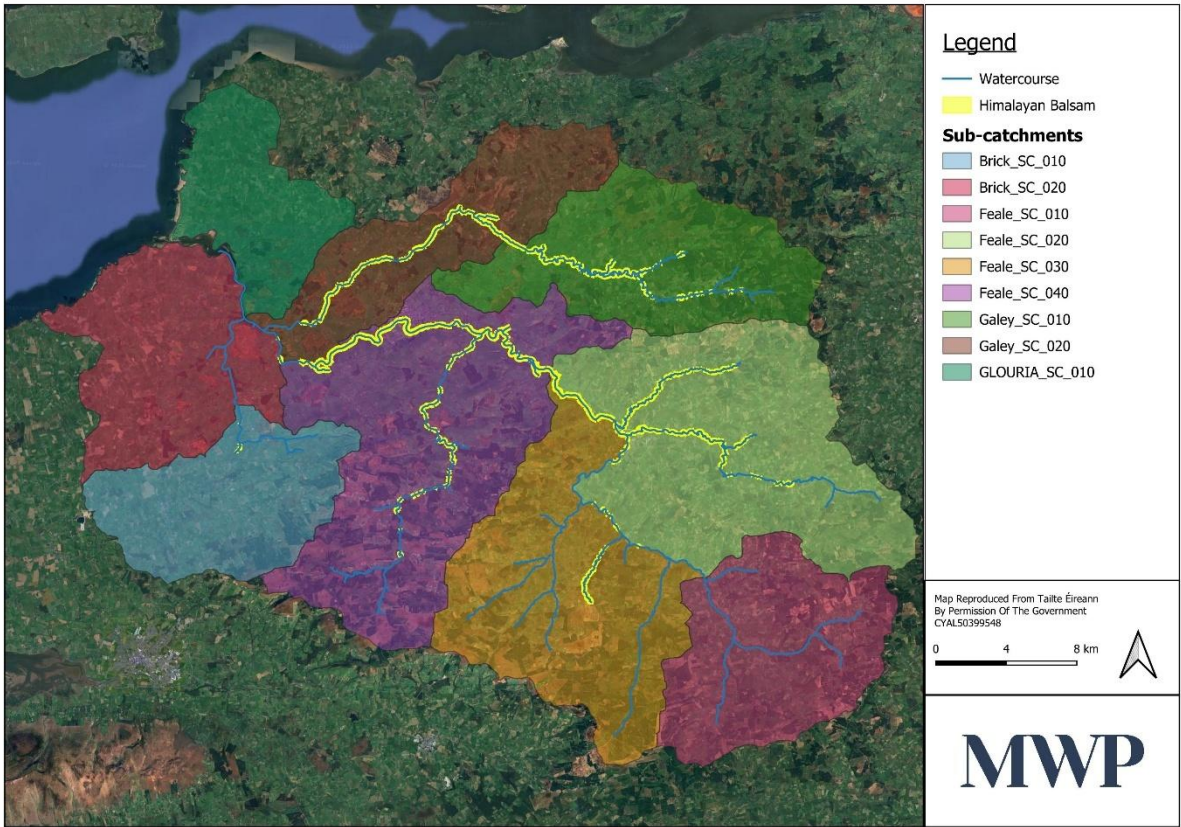 Legend
Watercourse
Himalayan Balsam
Sub-catchments
Brick_SC_010
Brick_SC_020
Feale_SC_010
Feale_SC_020
Feale_SC_030
Feale_SC_040
Galey_SC_010
Galey_SC_020
GLOURIA_SC_010
Map Reproduced From Tailte Éireann
By Permission Of The Government
CYAL50399548
0 4 8 km
MWP